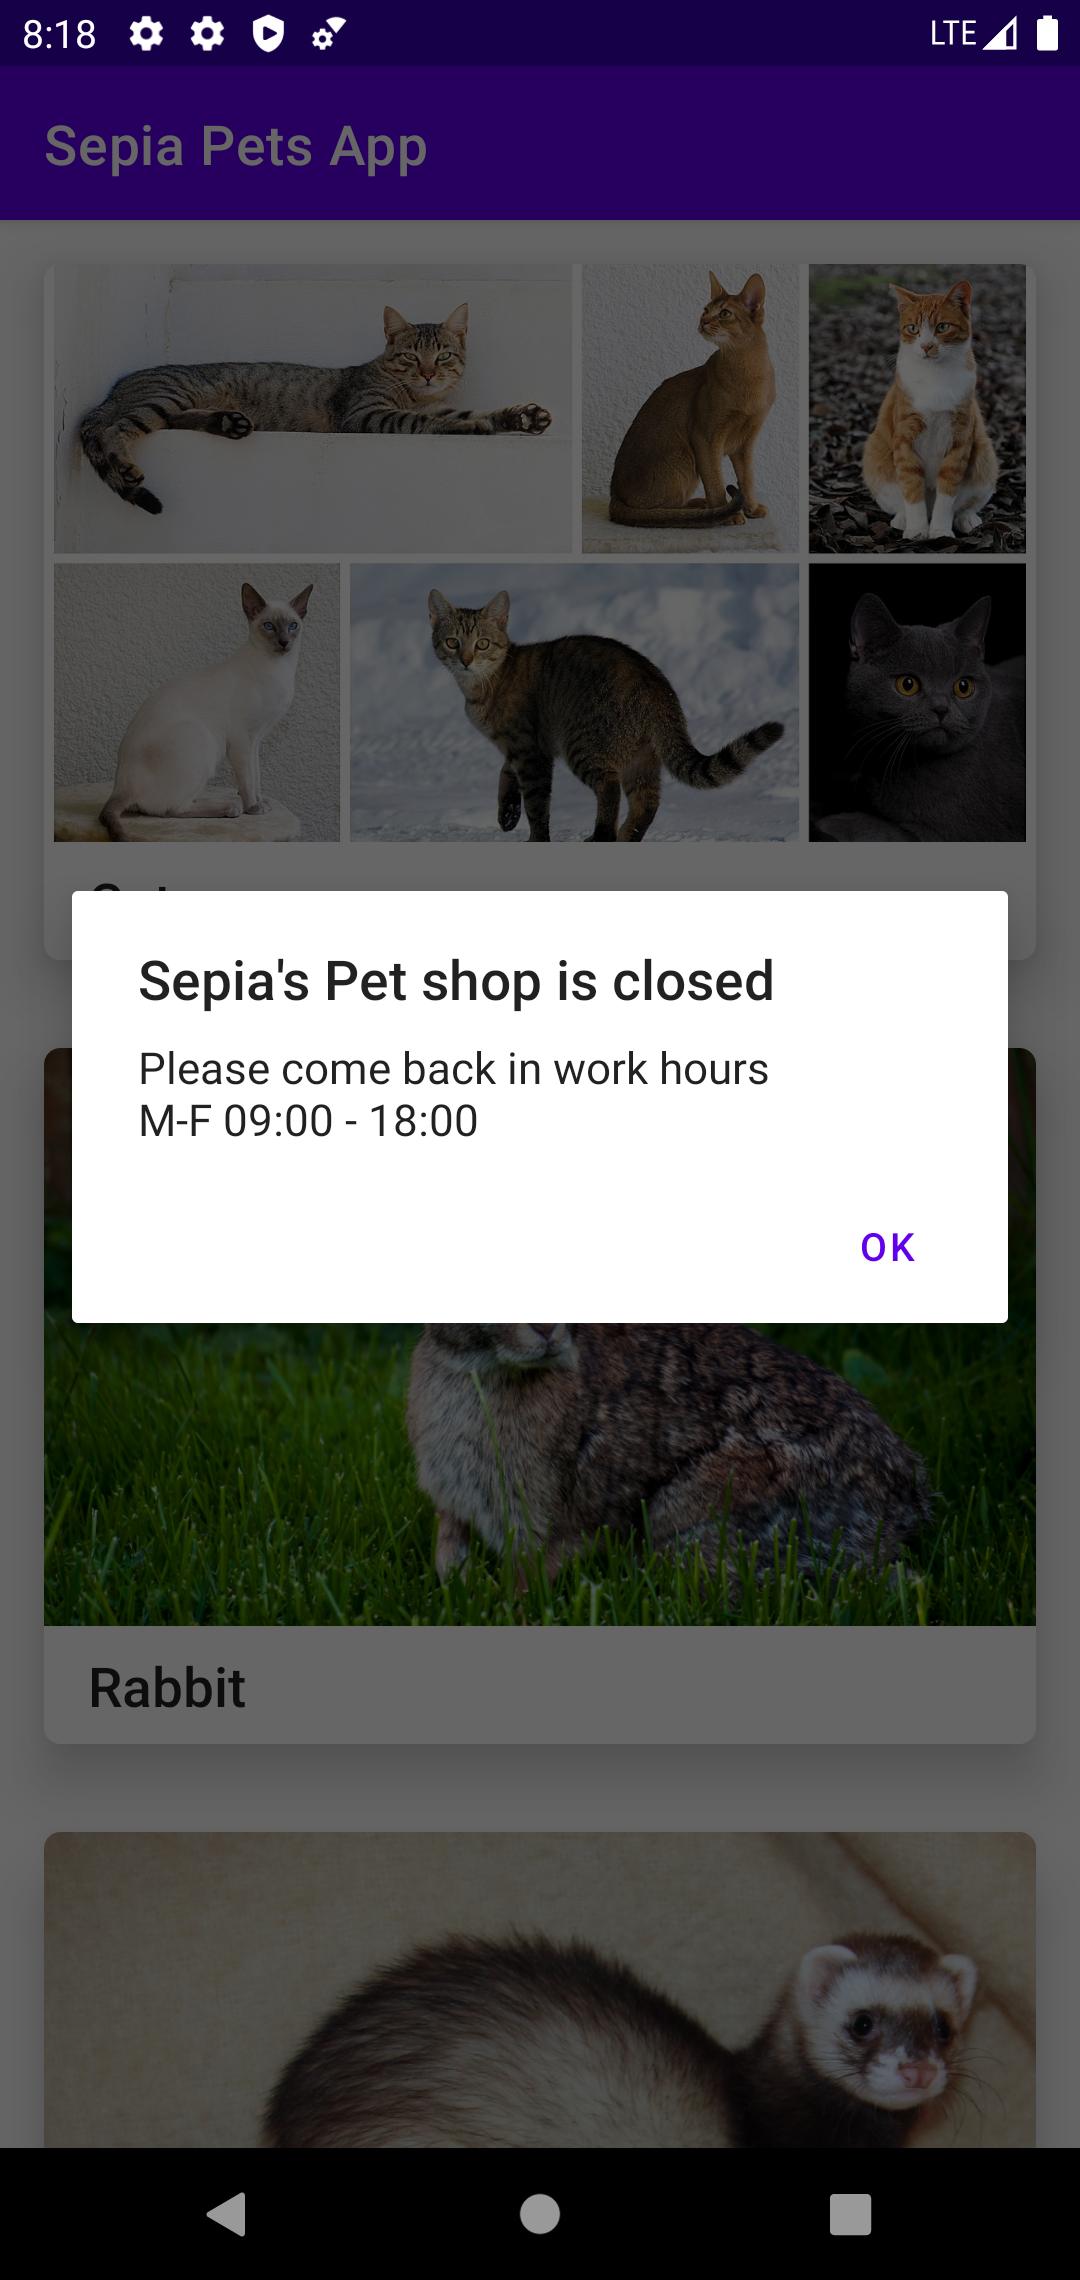 8:18 LTE
Sepia Pets App
Sepia's Pet shop is closed
Please come back in work hours
M-F 09:00 - 18:00
OK
Rabbit